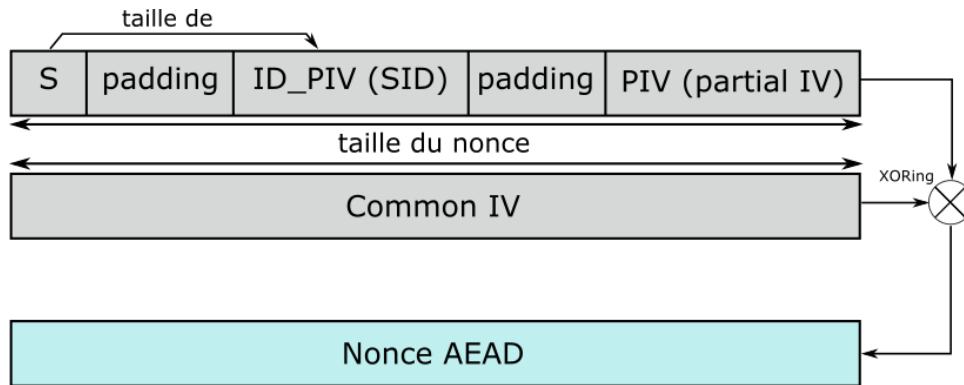 taille de
S padding ID_PIV (SID) padding PIV (partial IV)
taille du nonce
XORing
Common IV
Nonce AEAD